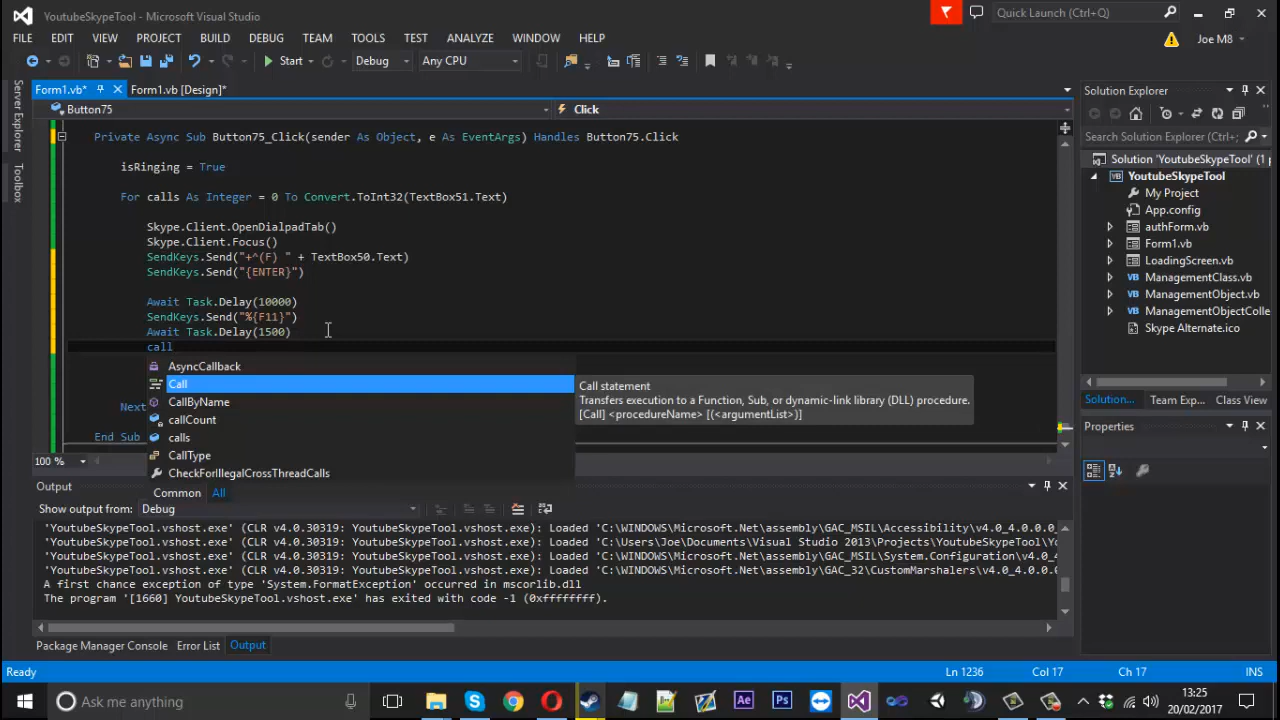 YoutubeSkypeTool - Microsoft Visual Studio
Quick Launch (Ctrl+Q)
FILE EDIT VIEW PROJECT BUILD DEBUG TEAM TOOLS TEST ANALYZE WINDOW HELP
Joe M8
Start Debug Any CPU
Server Explorer
Toolbox
Form1.vb* Form1.vb [Design]*
Button75 Click
Private Async Sub Button75_Click(sender As Object, e As EventArgs) Handles Button75.Click
isRinging = True
For calls As Integer = 0 To Convert.ToInt32(TextBox51.Text)
Skype.Client.OpenDialpadTab()
Skype.Client.Focus()
SendKeys.Send("+^(F) " + TextBox50.Text)
SendKeys.Send("{ENTER}")
Await Task.Delay(10000)
SendKeys.Send("%{F11}")
Await Task.Delay(1500)
call
AsyncCallback
Call
CallByName
callCount
calls
CallType
CheckForIllegalCrossThreadCalls
Common All
Call statement
Transfers execution to a Function, Sub, or dynamic-link library (DLL) procedure.
[Call] <procedureName> [(<argumentList>)]
Next
End Sub
100 %
Solution Explorer
Search Solution Explorer (Ctrl+
Solution 'YoutubeSkypeTool' (1 p
YoutubeSkypeTool
My Project
App.config
authForm.vb
Form1.vb
LoadingScreen.vb
ManagementClass.vb
ManagementObject.vb
ManagementObjectCollec
Skype Alternate.ico
Solution... Team Exp... Class View
Properties
Output
Show output from: Debug
'YoutubeSkypeTool.vshost.exe' (CLR v4.0.30319: YoutubeSkypeTool.vshost.exe): Loaded 'C:\WINDOWS\Microsoft.Net\assembly\GAC_MSIL\Accessibility\v4.0_4.0.0.0_
'YoutubeSkypeTool.vshost.exe' (CLR v4.0.30319: YoutubeSkypeTool.vshost.exe): Loaded 'C:\Users\Joe\Documents\Visual Studio 2013\Projects\YoutubeSkypeTool\Yo
'YoutubeSkypeTool.vshost.exe' (CLR v4.0.30319: YoutubeSkypeTool.vshost.exe): Loaded 'C:\WINDOWS\Microsoft.Net\assembly\GAC_MSIL\System.Configuration\v4.0_4
'YoutubeSkypeTool.vshost.exe' (CLR v4.0.30319: YoutubeSkypeTool.vshost.exe): Loaded 'C:\WINDOWS\Microsoft.Net\assembly\GAC_32\CustomMarshalers\v4.0_4.0.0.0
A first chance exception of type 'System.FormatException' occurred in mscorlib.dll
The program '[1660] YoutubeSkypeTool.vshost.exe' has exited with code -1 (0xffffffff).
Package Manager Console Error List Output
Ready Ln 1236 Col 17 Ch 17 INS
Ask me anything
Ae Ps
13:25
20/02/2017